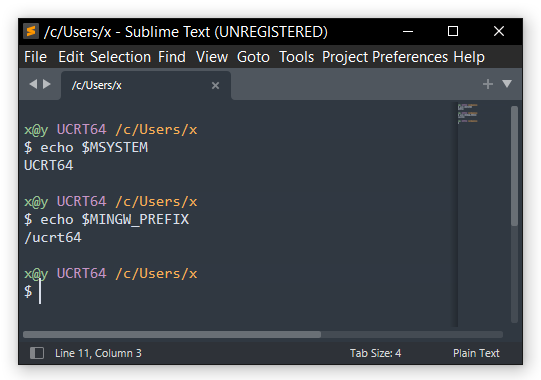 /c/Users/x - Sublime Text (UNREGISTERED)
File Edit Selection Find View Goto Tools Project Preferences Help
/c/Users/x
x@y UCRT64 /c/Users/x
$ echo $MSYSTEM
UCRT64
x@y UCRT64 /c/Users/x
$ echo $MINGW_PREFIX
/ucrt64
x@y UCRT64 /c/Users/x
$
Line 11, Column 3 Tab Size: 4 Plain Text